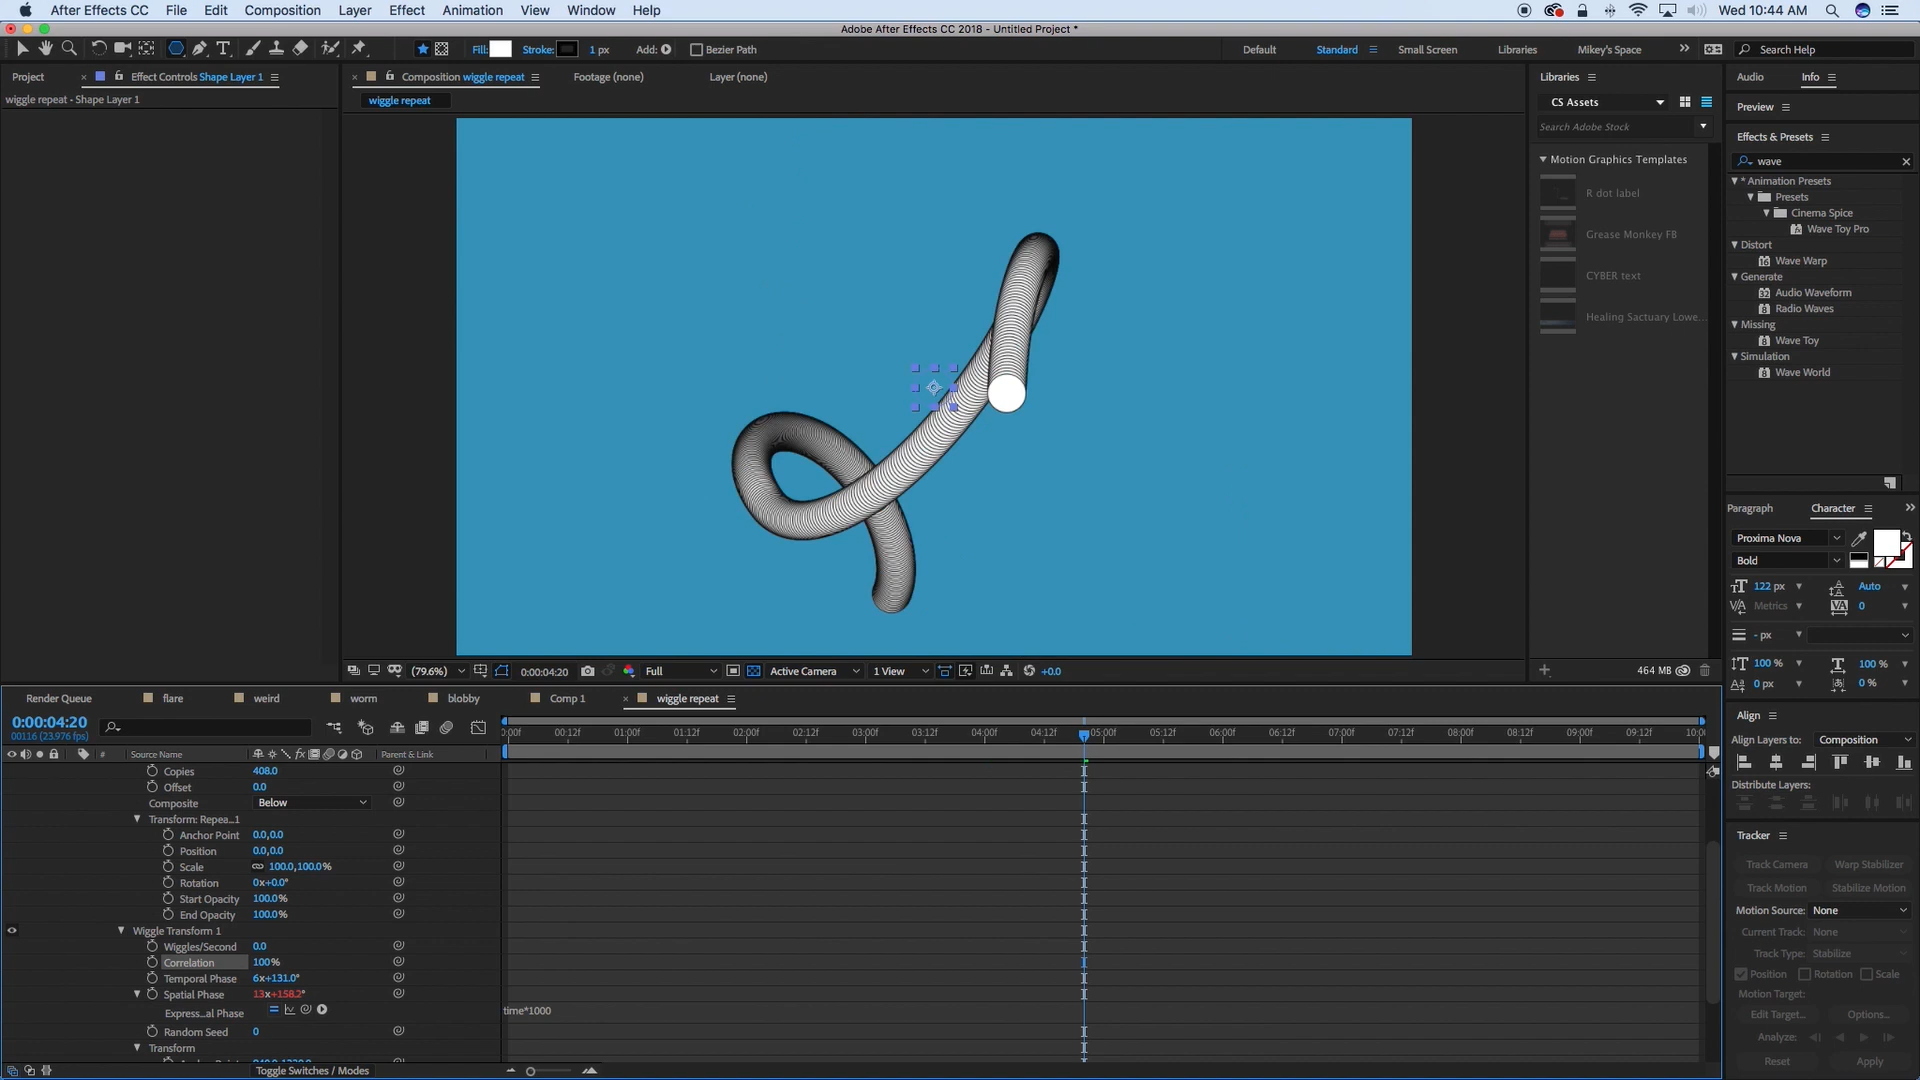 After Effects CC File Edit Composition Layer Effect Animation View Window Help Wed 10:44 AM
Adobe After Effects CC 2018 - Untitled Project *
Fill: Stroke: 1 px Add: Bezier Path Default Standard Small Screen Libraries Mikey's Space Search Help
Project Effect Controls Shape Layer 1
wiggle repeat - Shape Layer 1
Composition wiggle repeat Footage (none) Layer (none)
wiggle repeat
(79.6%) 0:00:04:20 Full Active Camera 1 View +0.0
Libraries
CS Assets
Search Adobe Stock
Motion Graphics Templates
R dot label
Grease Monkey FB
CYBER text
Healing Sactuary Lowe...
464 MB
Audio Info
Preview
Effects & Presets
wave
* Animation Presets
Presets
Cinema Spice
Wave Toy Pro
Distort
Wave Warp
Generate
Audio Waveform
Radio Waves
Missing
Wave Toy
Simulation
Wave World
Paragraph Character
Proxima Nova
Bold
122 px Auto
Metrics 0
- px
100 % 100 %
0 px 0 %
Align
Align Layers to: Composition
Distribute Layers:
Tracker
Track Camera Warp Stabilizer
Track Motion Stabilize Motion
Motion Source: None
Current Track: None
Track Type: Stabilize
Position Rotation Scale
Motion Target:
Edit Target... Options...
Analyze:
Reset Apply
Render Queue flare weird worm blobby Comp 1 wiggle repeat
0:00:04:20
00116 (23.976 fps)
:00f 00:12f 01:00f 01:12f 02:00f 02:12f 03:00f 03:12f 04:00f 04:12f 05:00f 05:12f 06:00f 06:12f 07:00f 07:12f 08:00f 08:12f 09:00f 09:12f 10:0
# Source Name Parent & Link
Copies 408.0
Offset 0.0
Composite Below
Transform: Repea...1
Anchor Point 0.0,0.0
Position 0.0,0.0
Scale 100.0,100.0%
Rotation 0x+0.0°
Start Opacity 100.0%
End Opacity 100.0%
Wiggle Transform 1
Wiggles/Second 0.0
Correlation 100%
Temporal Phase 6x+131.0°
Spatial Phase 13x+158.2°
Express...al Phase time*1000
Random Seed 0
Transform
Toggle Switches / Modes